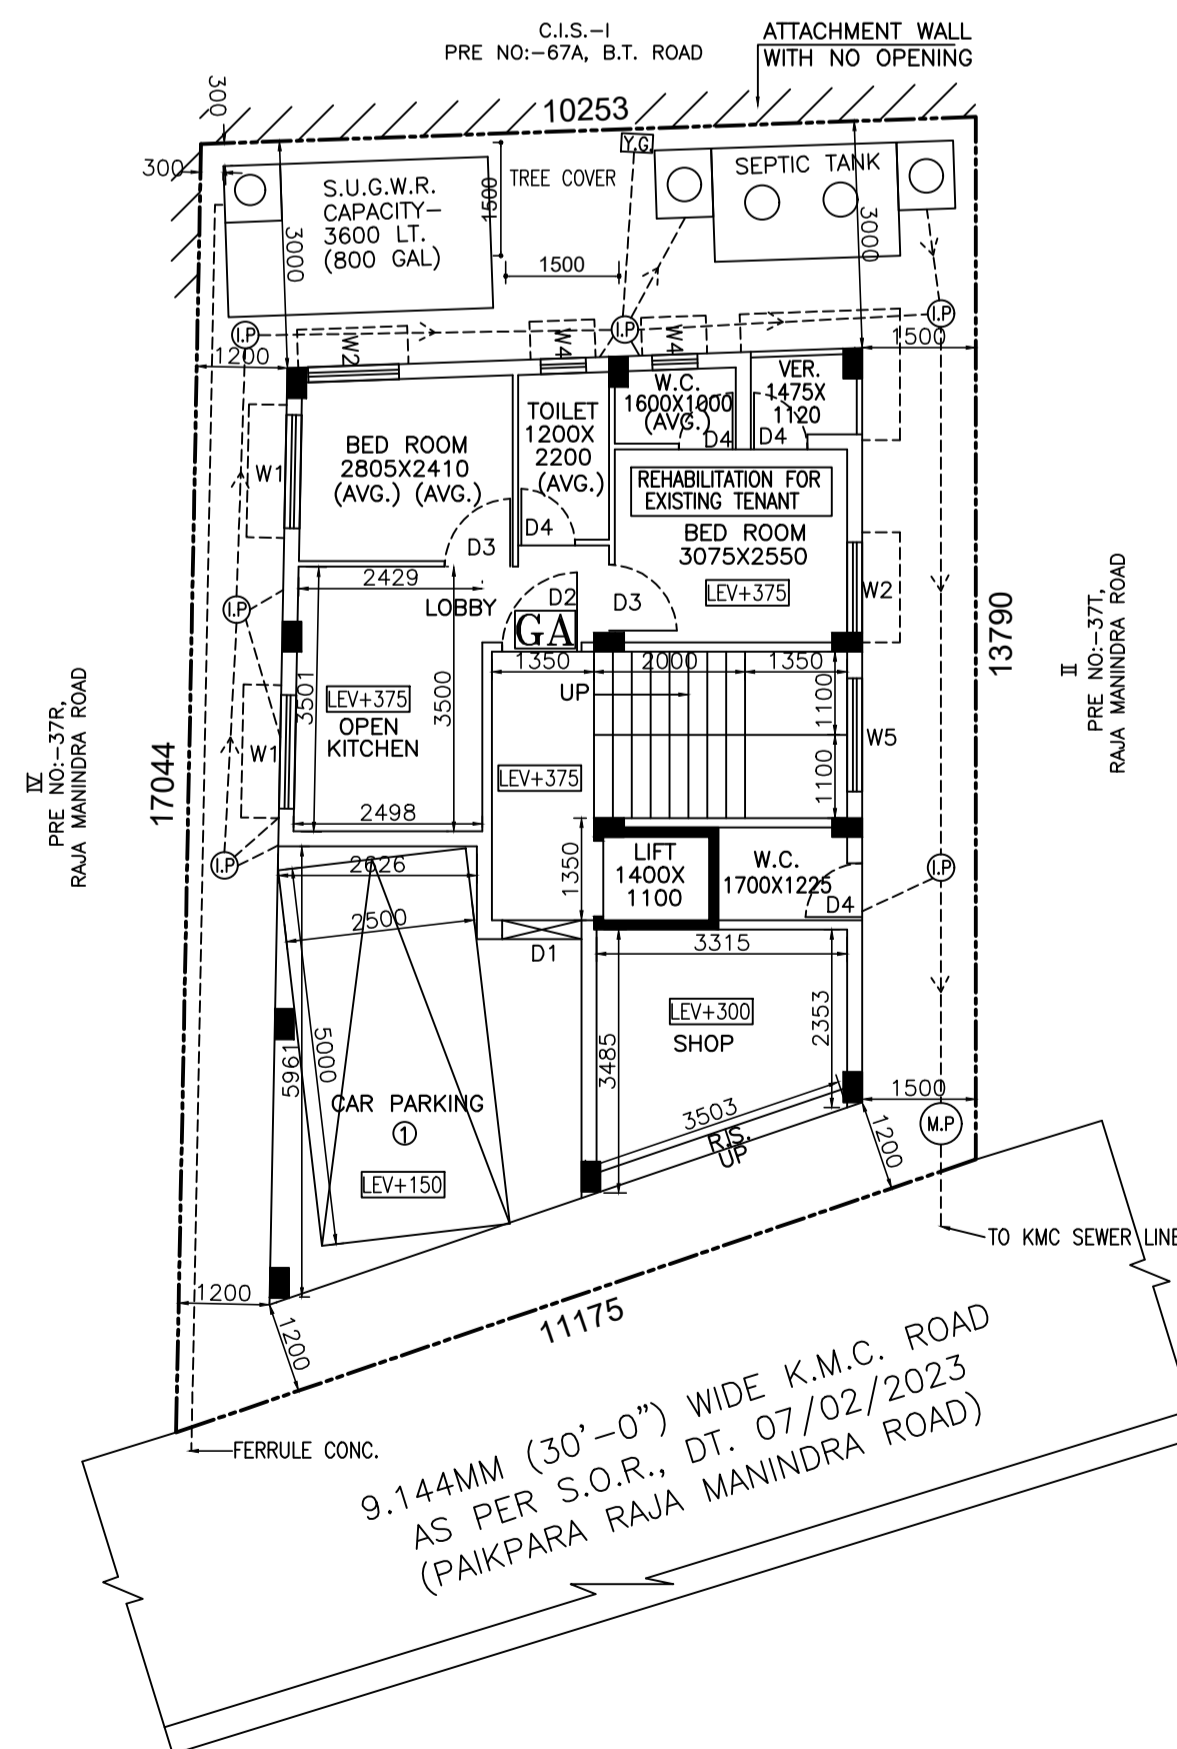 C.I.S.-I
PRE NO:-67A, B.T. ROAD
ATTACHMENT WALL
WITH NO OPENING
300
10253
300
Y.G.
S.U.G.W.R.
CAPACITY-
3600 LT.
(800 GAL)
1500
TREE COVER
SEPTIC TANK
3000
1500
3000
I.P
I.P
I.P
1200
W2
W4
W4
1500
BED ROOM
2805X2410
(AVG.) (AVG.)
TOILET
1200X
2200
(AVG.)
W.C.
1600X1000
(AVG.)
D4
VER.
1475X
1120
D4
W1
D4
D3
REHABILITATION FOR
EXISTING TENANT
BED ROOM
3075X2550
LEV+375
W2
I.P
2429
LOBBY
D2
D3
GA
13790
II
PRE NO:-37T,
RAJA MANINDRA ROAD
IV
PRE NO:-37R,
RAJA MANINDRA ROAD
17044
1350
2000
1350
UP
1100
1100
W5
3501
LEV+375
OPEN
KITCHEN
3500
W1
LEV+375
2498
I.P
2626
1350
LIFT
1400X
1100
W.C.
1700X1225
D4
I.P
2500
D1
3315
5000
5961
3485
LEV+300
SHOP
2353
CAR PARKING
1
LEV+150
3503
R.S.
UP
1500
M.P
1200
TO KMC SEWER LINE
1200
1200
11175
FERRULE CONC.
9.144MM (30'-0") WIDE K.M.C. ROAD
AS PER S.O.R., DT. 07/02/2023
(PAIKPARA RAJA MANINDRA ROAD)